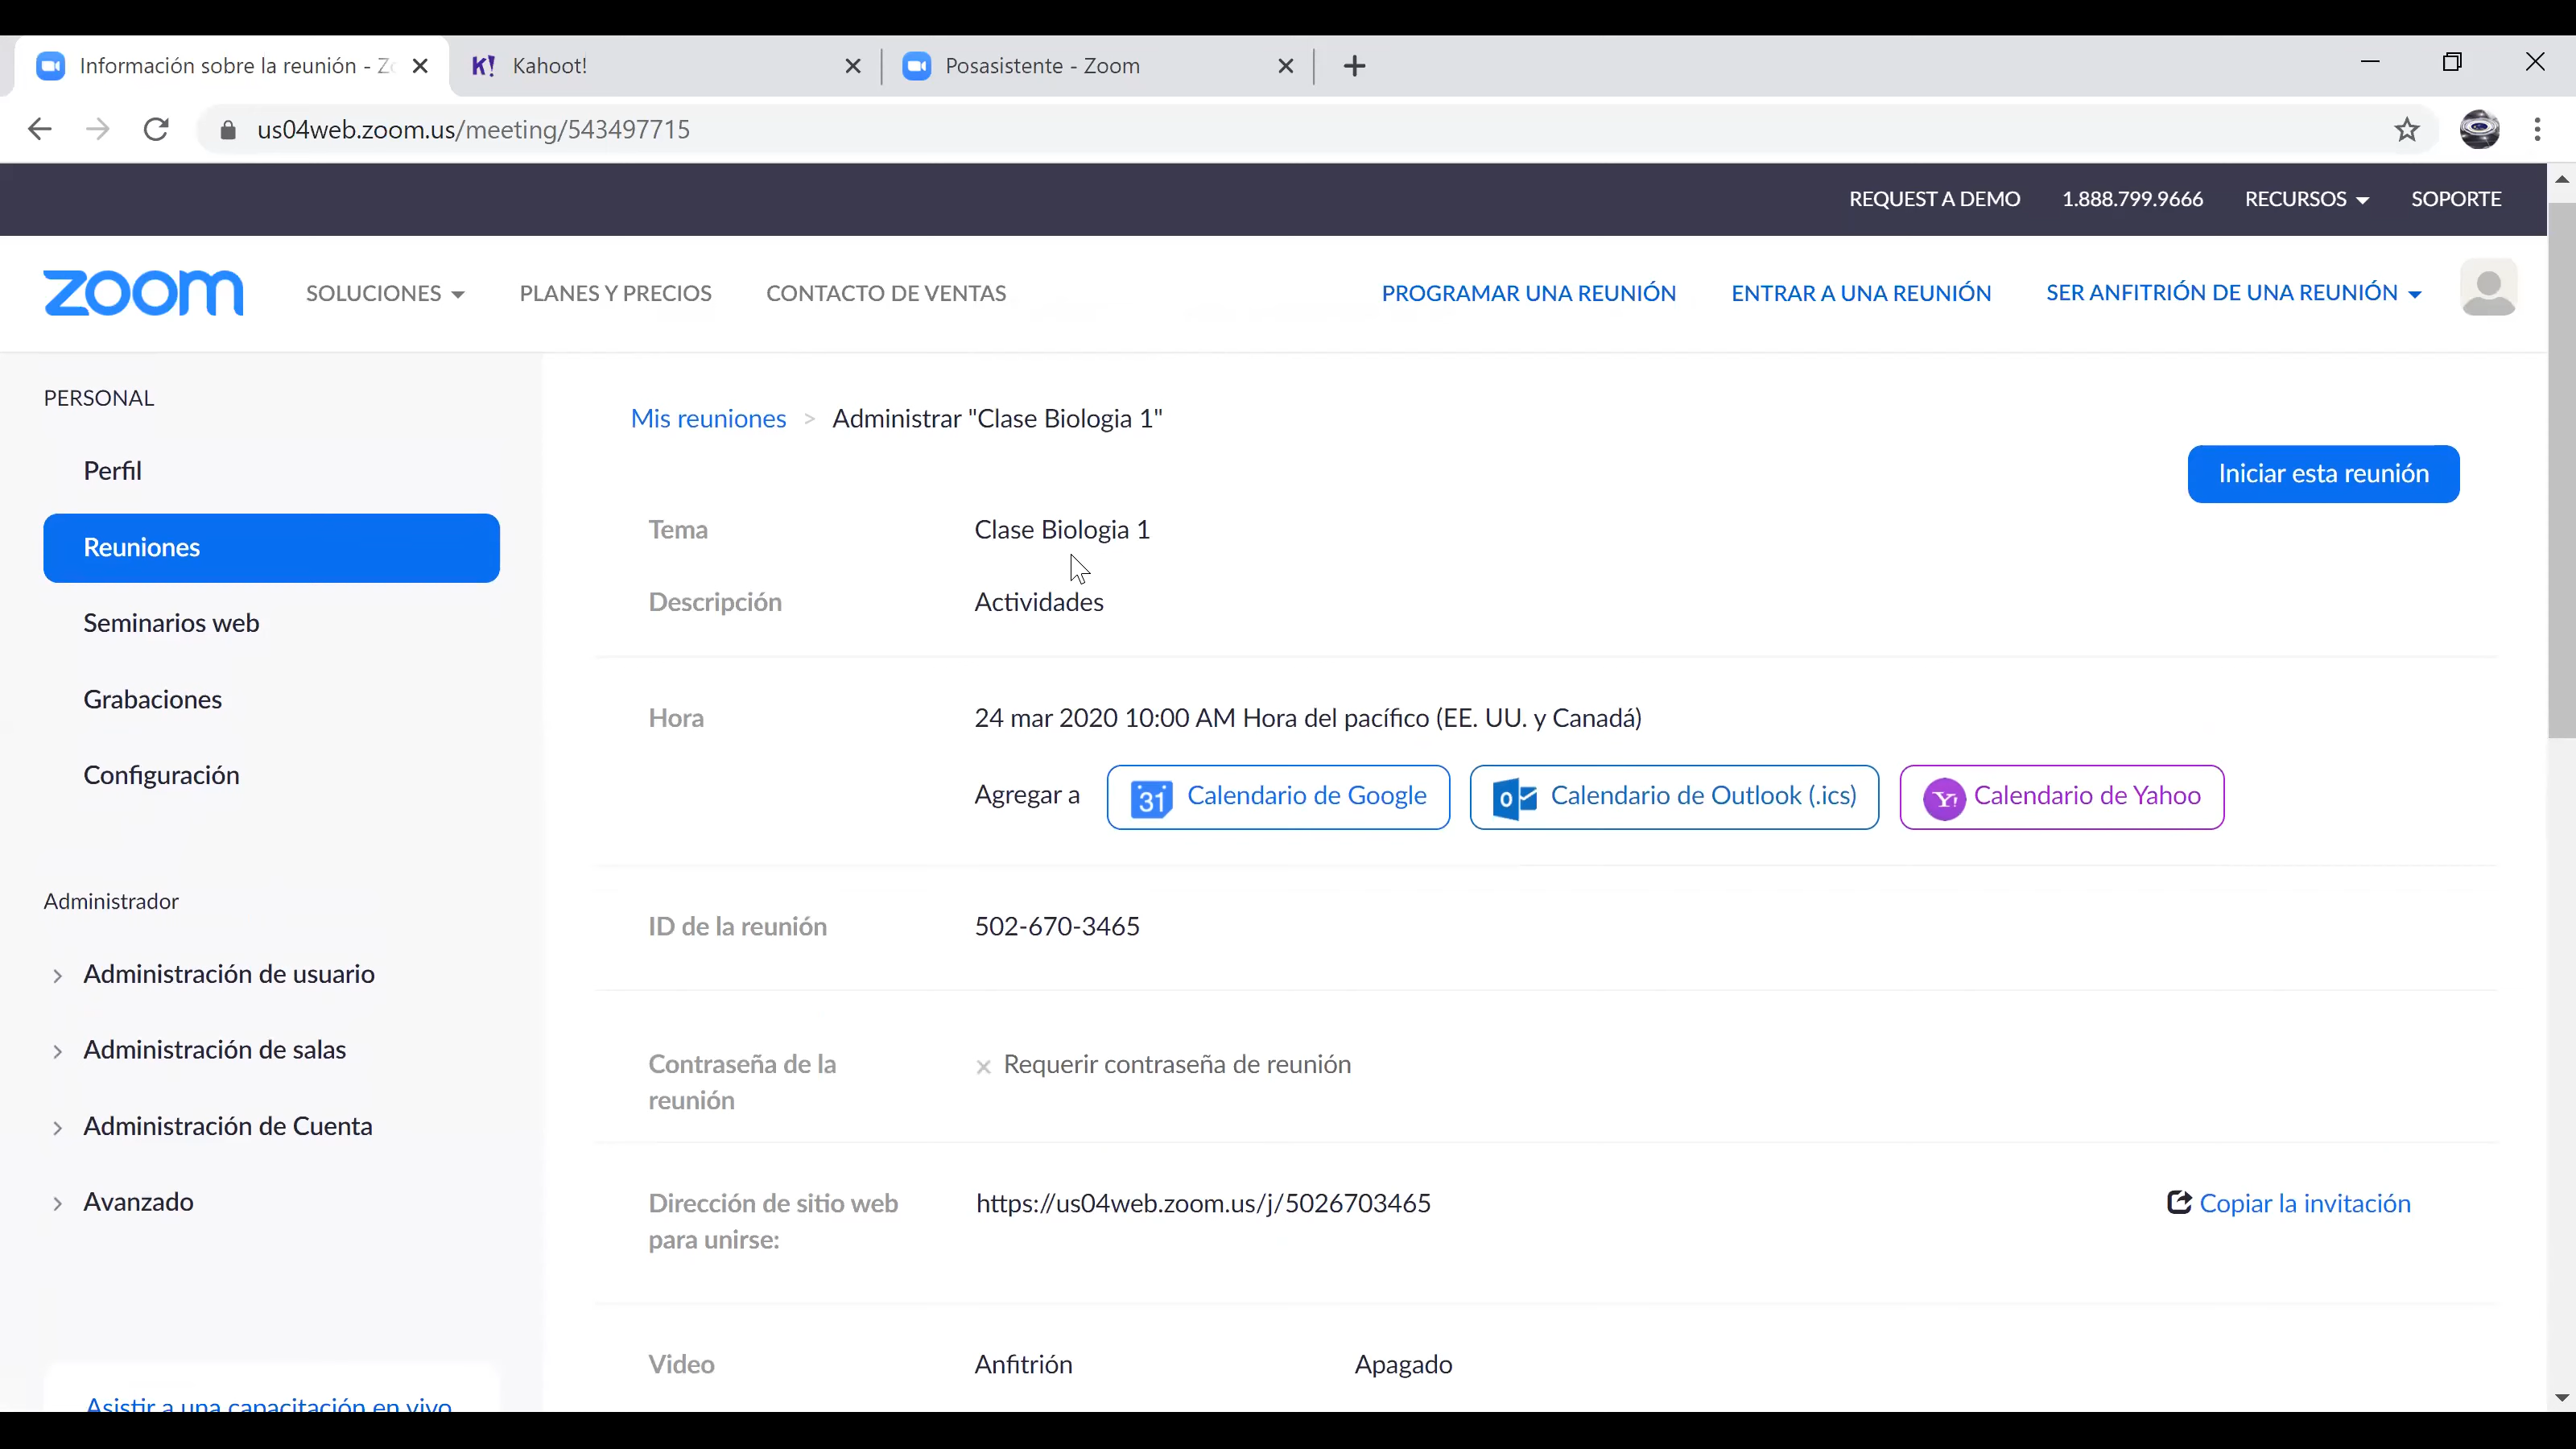 Información sobre la reunión - Zo
Kahoot!
Posasistente - Zoom
us04web.zoom.us/meeting/543497715
REQUEST A DEMO 1.888.799.9666 RECURSOS SOPORTE
zoom SOLUCIONES PLANES Y PRECIOS CONTACTO DE VENTAS PROGRAMAR UNA REUNIÓN ENTRAR A UNA REUNIÓN SER ANFITRIÓN DE UNA REUNIÓN
PERSONAL
Perfil
Reuniones
Seminarios web
Grabaciones
Configuración
Administrador
Administración de usuario
Administración de salas
Administración de Cuenta
Avanzado
Asistir a una capacitación en vivo
Mis reuniones > Administrar "Clase Biologia 1"
Iniciar esta reunión
Tema Clase Biologia 1
Descripción Actividades
Hora 24 mar 2020 10:00 AM Hora del pacífico (EE. UU. y Canadá)
Agregar a 31 Calendario de Google Calendario de Outlook (.ics) Calendario de Yahoo
ID de la reunión 502-670-3465
Contraseña de la
reunión
× Requerir contraseña de reunión
Dirección de sitio web
para unirse:
https://us04web.zoom.us/j/5026703465 Copiar la invitación
Video Anfitrión Apagado